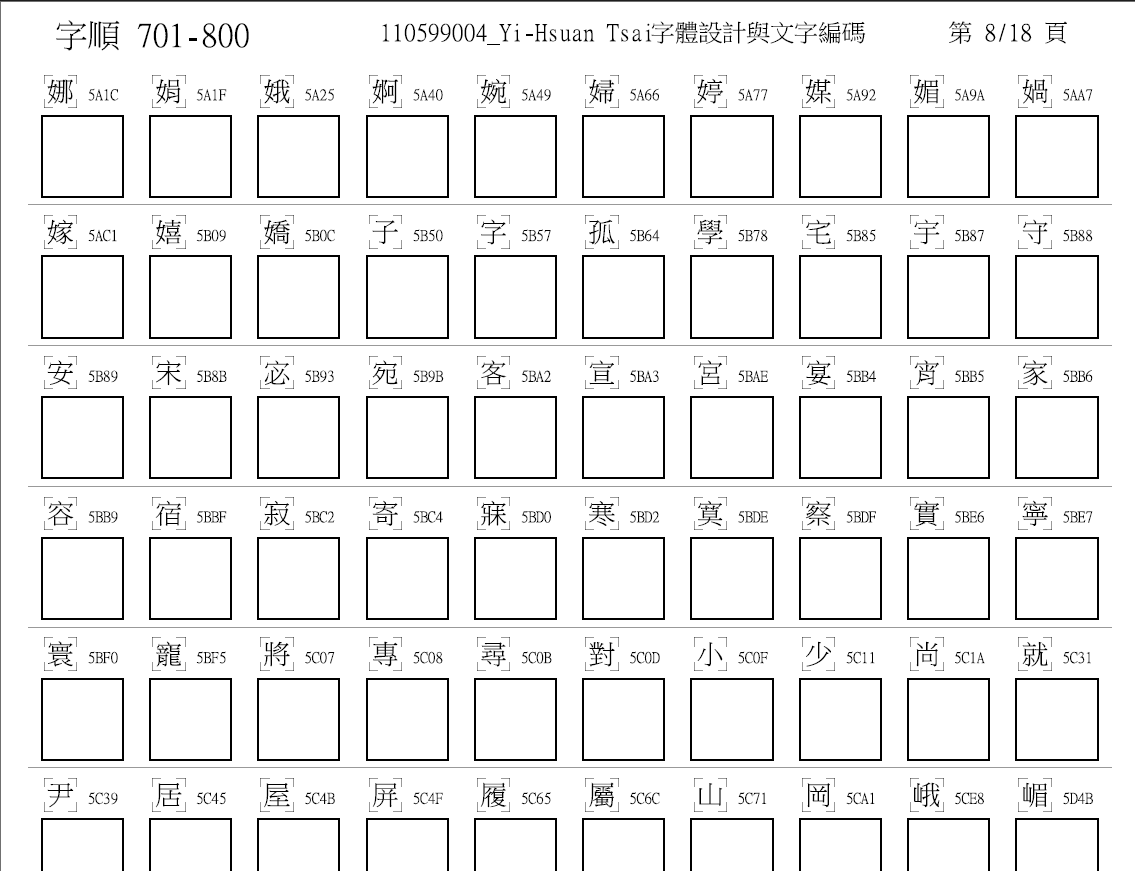 字順 701-800 110599004_Yi-Hsuan Tsai字體設計與文字編碼 第 8/18 頁
娜 5A1C 娟 5A1F 娥 5A25 婀 5A40 婉 5A49 婦 5A66 婷 5A77 媒 5A92 媚 5A9A 媧 5AA7
嫁 5AC1 嬉 5B09 嬌 5B0C 子 5B50 字 5B57 孤 5B64 學 5B78 宅 5B85 宇 5B87 守 5B88
安 5B89 宋 5B8B 宓 5B93 宛 5B9B 客 5BA2 宣 5BA3 宮 5BAE 宴 5BB4 宵 5BB5 家 5BB6
容 5BB9 宿 5BBF 寂 5BC2 寄 5BC4 寐 5BD0 寒 5BD2 寞 5BDE 察 5BDF 實 5BE6 寧 5BE7
寰 5BF0 寵 5BF5 將 5C07 專 5C08 尋 5C0B 對 5C0D 小 5C0F 少 5C11 尚 5C1A 就 5C31
尹 5C39 居 5C45 屋 5C4B 屏 5C4F 履 5C65 屬 5C6C 山 5C71 岡 5CA1 峨 5CE8 嵋 5D4B